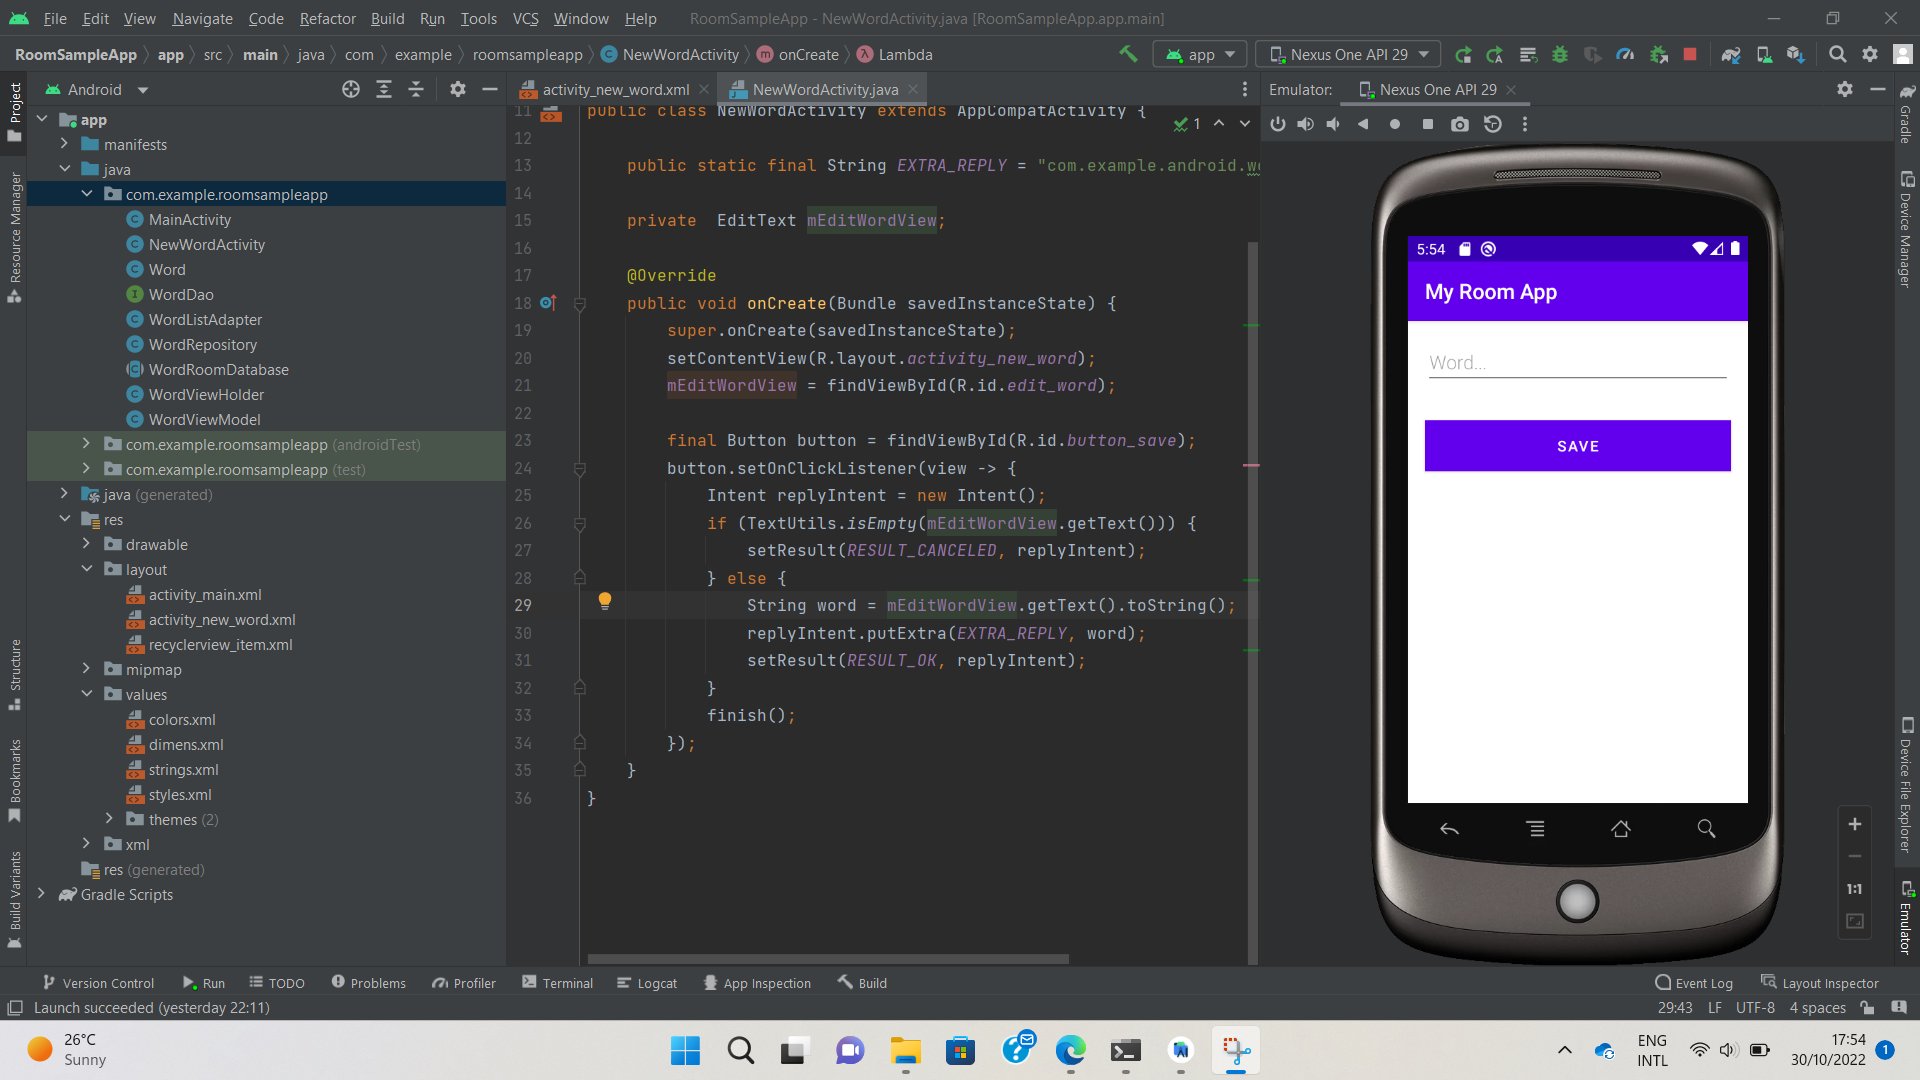 File Edit View Navigate Code Refactor Build Run Tools VCS Window Help RoomSampleApp - NewWordActivity.java [RoomSampleApp.app.main]
RoomSampleApp app src main java com example roomsampleapp NewWordActivity onCreate Lambda app Nexus One API 29
Project
Resource Manager
Structure
Bookmarks
Build Variants
Android
app
manifests
java
com.example.roomsampleapp
MainActivity
NewWordActivity
Word
WordDao
WordListAdapter
WordRepository
WordRoomDatabase
WordViewHolder
WordViewModel
com.example.roomsampleapp (androidTest)
com.example.roomsampleapp (test)
java (generated)
res
drawable
layout
activity_main.xml
activity_new_word.xml
recyclerview_item.xml
mipmap
values
colors.xml
dimens.xml
strings.xml
styles.xml
themes (2)
xml
res (generated)
Gradle Scripts
activity_new_word.xml NewWordActivity.java
1
11 public class NewWordActivity extends AppCompatActivity {
12
13 public static final String EXTRA_REPLY = "com.example.android.wo
14
15 private EditText mEditWordView;
16
17 @Override
18 public void onCreate(Bundle savedInstanceState) {
19 super.onCreate(savedInstanceState);
20 setContentView(R.layout.activity_new_word);
21 mEditWordView = findViewById(R.id.edit_word);
22
23 final Button button = findViewById(R.id.button_save);
24 button.setOnClickListener(view -> {
25 Intent replyIntent = new Intent();
26 if (TextUtils.isEmpty(mEditWordView.getText())) {
27 setResult(RESULT_CANCELED, replyIntent);
28 } else {
29 String word = mEditWordView.getText().toString();
30 replyIntent.putExtra(EXTRA_REPLY, word);
31 setResult(RESULT_OK, replyIntent);
32 }
33 finish();
34 });
35 }
36 }
Emulator: Nexus One API 29
5:54
My Room App
Word...
SAVE
1:1
Gradle
Device Manager
Device File Explorer
Emulator
Version Control Run TODO Problems Profiler Terminal Logcat App Inspection Build Event Log Layout Inspector
Launch succeeded (yesterday 22:11) 29:43 LF UTF-8 4 spaces
26°C
Sunny
ENG
INTL
17:54
30/10/2022
1